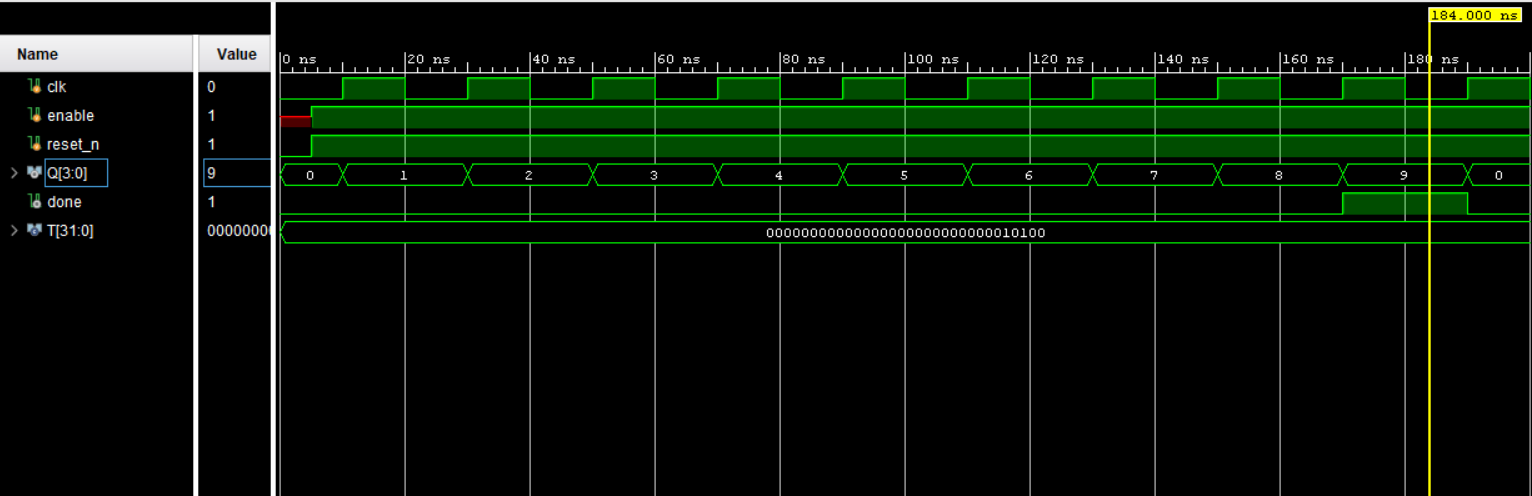 184.000 ns
Name Value 0 ns 20 ns 40 ns 60 ns 80 ns 100 ns 120 ns 140 ns 160 ns 180 ns
clk 0
enable 1
reset_n 1
Q[3:0] 9 0 1 2 3 4 5 6 7 8 9 0
done 1
T[31:0] 00000000 00000000000000000000000000010100